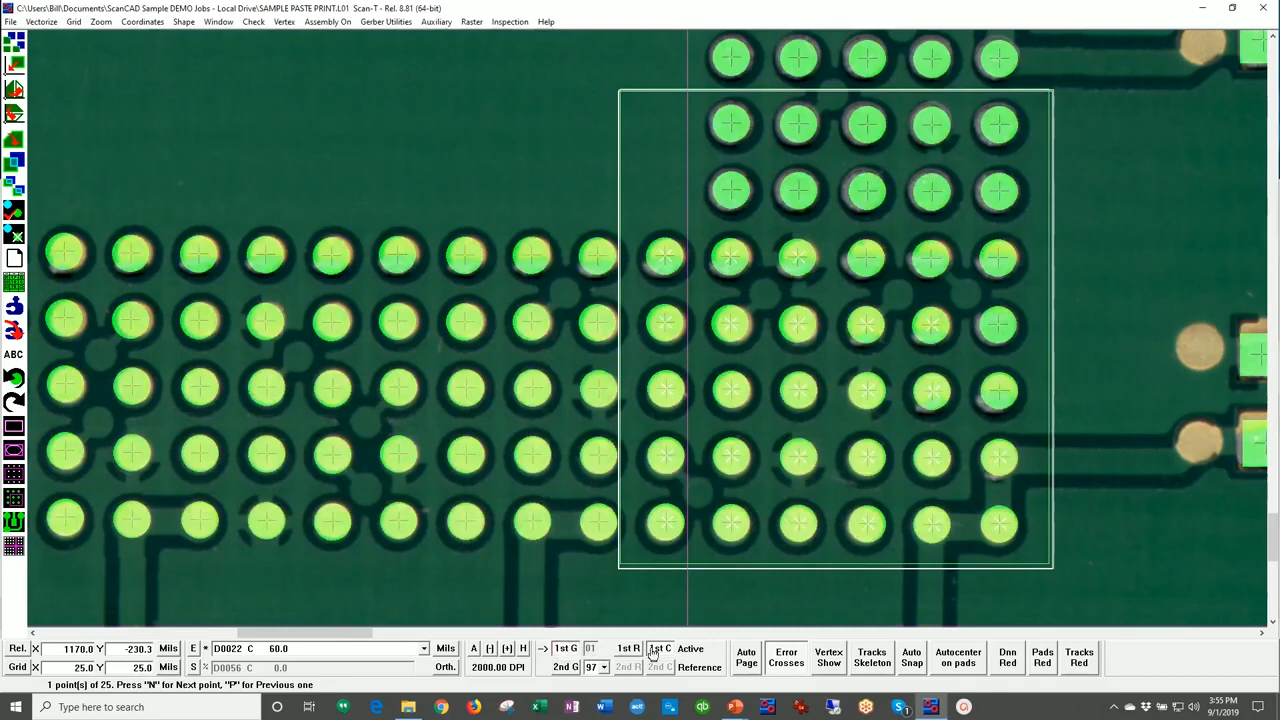 C:\Users\Bill\Documents\ScanCAD Sample DEMO Jobs - Local Drive\SAMPLE PASTE PRINT.L01 Scan-T - Rel. 8.81 (64-bit)
File Vectorize Grid Zoom Coordinates Shape Window Check Vertex Assembly On Gerber Utilities Auxiliary Raster Inspection Help
ABC
Rel. X 1170.0 Y -230.3 Mils E * D0022 C 60.0 Mils A [-] [+] H -> 1st G 01 1st R 1st C Active
Grid X 25.0 Y 25.0 Mils S % D0056 C 0.0 Orth. 2000.00 DPI 2nd G 97 2nd R 2nd C Reference
Auto Page Error Crosses Vertex Show Tracks Skeleton Auto Snap Autocenter on pads Dnn Red Pads Red Tracks Red
1 point(s) of 25. Press "N" for Next point, "P" for Previous one
Type here to search
3:55 PM
9/1/2019